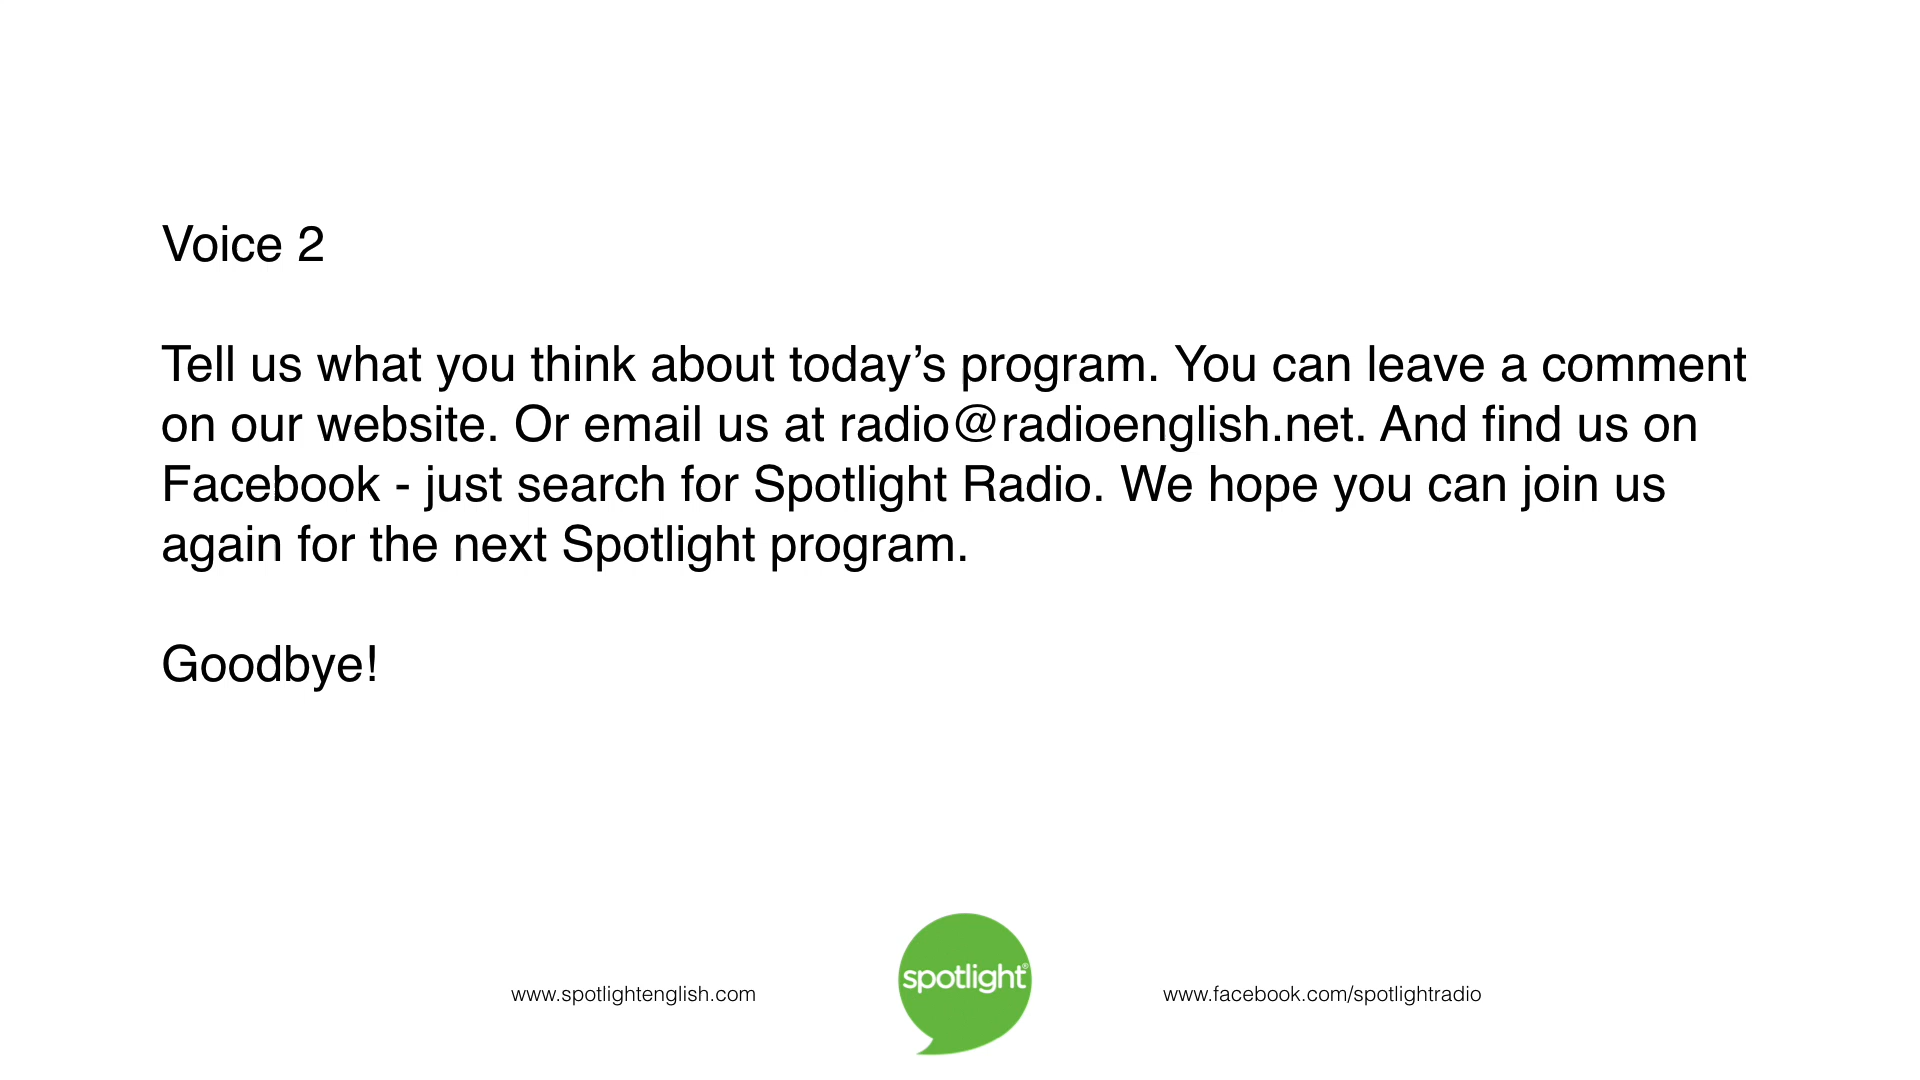 Voice 2
Tell us what you think about today’s program. You can leave a comment
on our website. Or email us at radio@radioenglish.net. And find us on
Facebook - just search for Spotlight Radio. We hope you can join us
again for the next Spotlight program.
Goodbye!
www.spotlightenglish.com
spotlight®
www.facebook.com/spotlightradio